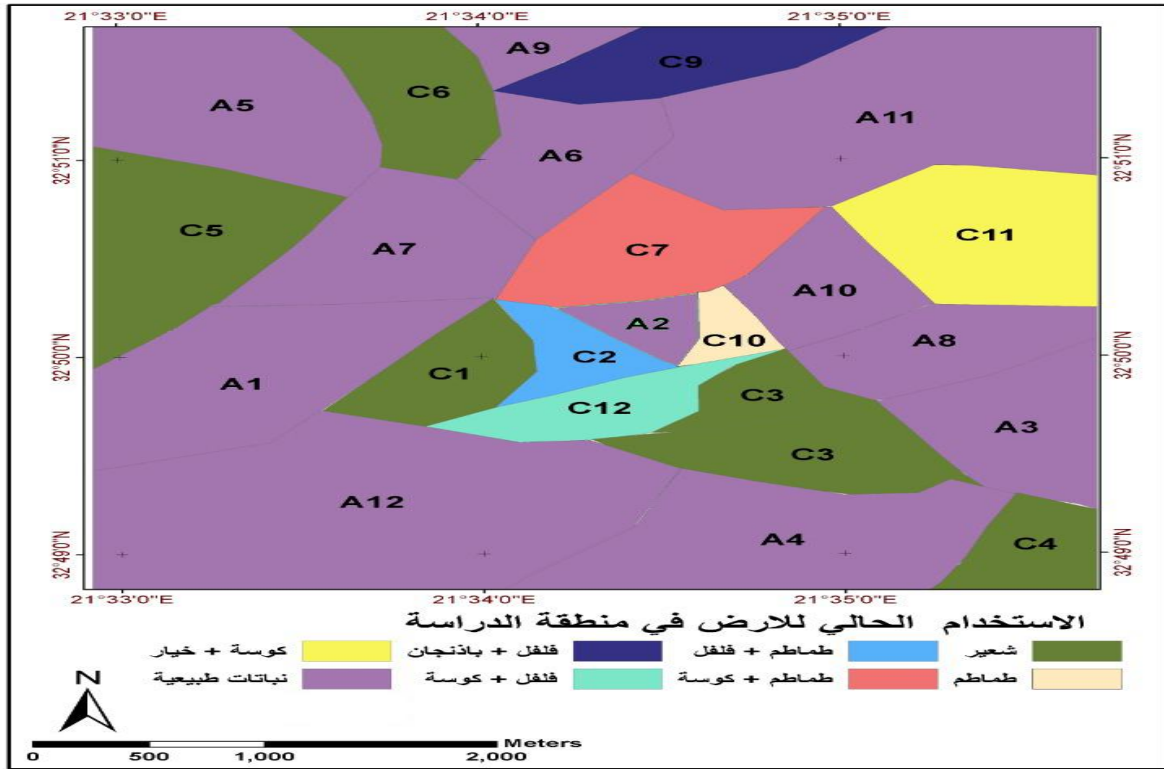 21°33'0"E 21°34'0"E 21°35'0"E
A9
C9
C6
A5
A11
32°51'0"N A6 32°51'0"N
C5
C11
A7 C7
A10
A2
C10 A8
32°50'0"N C2 32°50'0"N
C1
A1
C12 C3
A3
C3
A12
A4 C4
32°49'0"N 32°49'0"N
21°33'0"E 21°34'0"E 21°35'0"E
الاستخدام الحالي للارض في منطقة الدراسة
شعير طماطم + فلفل فلفل + باذنجان كوسة + خيار
طماطم طماطم + كوسة فلفل + كوسة نباتات طبيعية
N
Meters
0 500 1,000 2,000